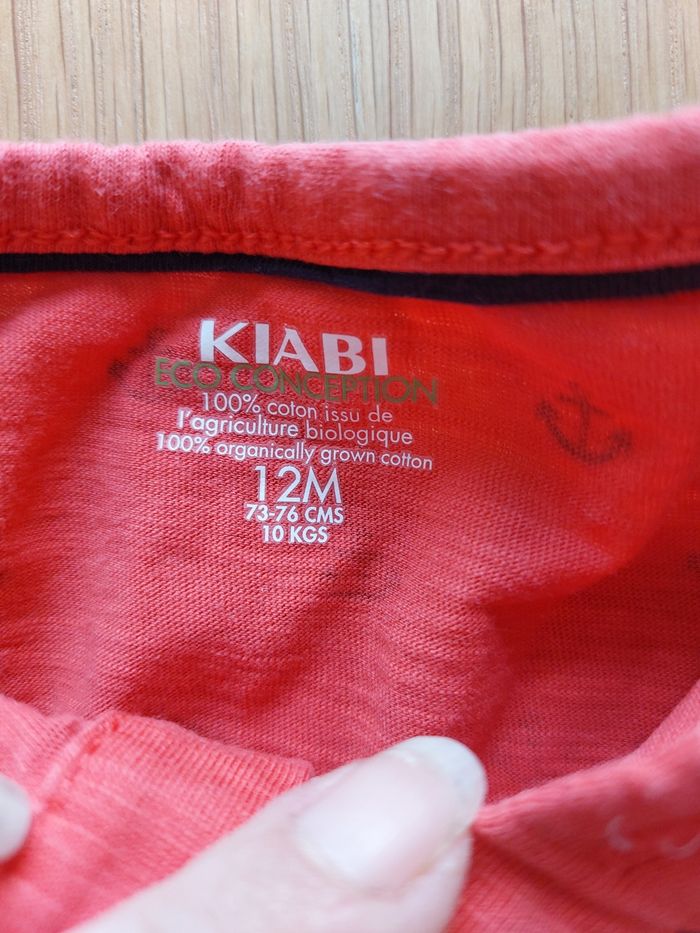 KIABI
ECO CONCEPTION
100% coton issu de
l'agriculture biologique
100% organically grown cotton
12M
73-76 CMS
10 KGS